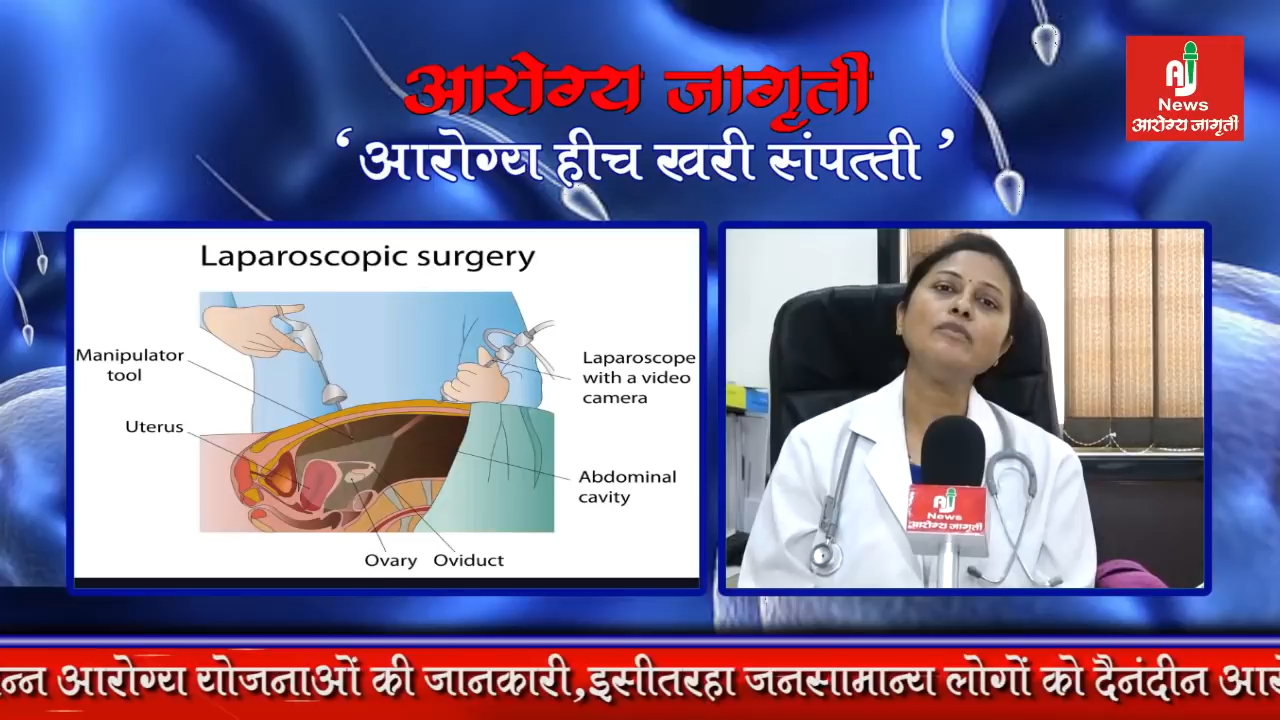 आरोग्य जागृती
‘आरोग्य हीच खरी संपत्ती ’
AJ
News
आरोग्य जागृती
Laparoscopic surgery
Manipulator
tool
Uterus
Laparoscope
with a video
camera
Abdominal
cavity
Ovary Oviduct
AJ
News
आरोग्य जागृती
आरोग्य योजनाओं की जानकारी,इसीतरहा जनसामान्य लोगों को दैनंदीन